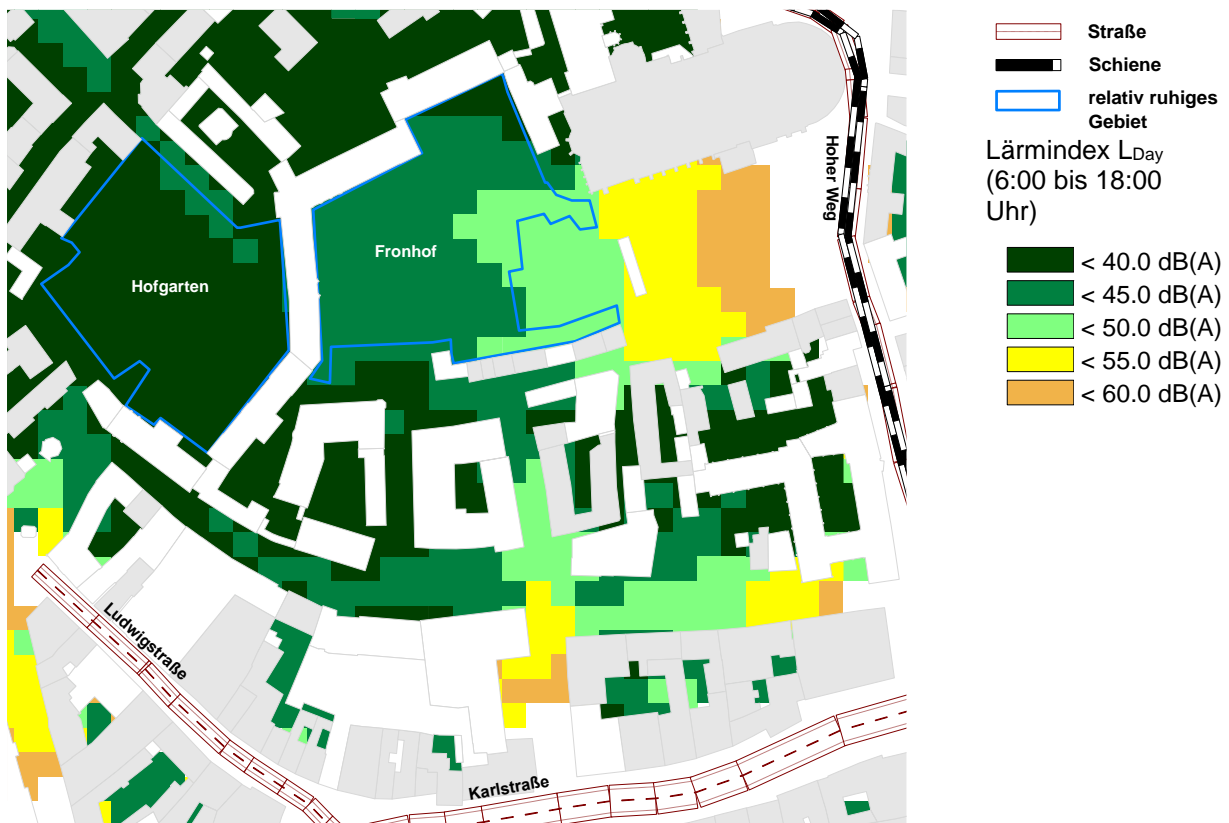 Hofgarten
Fronhof
Hoher Weg
Ludwigstraße
Karlstraße
Straße
Schiene
relativ ruhiges
Gebiet
Lärmindex LDay
(6:00 bis 18:00
Uhr)
< 40.0 dB(A)
< 45.0 dB(A)
< 50.0 dB(A)
< 55.0 dB(A)
< 60.0 dB(A)